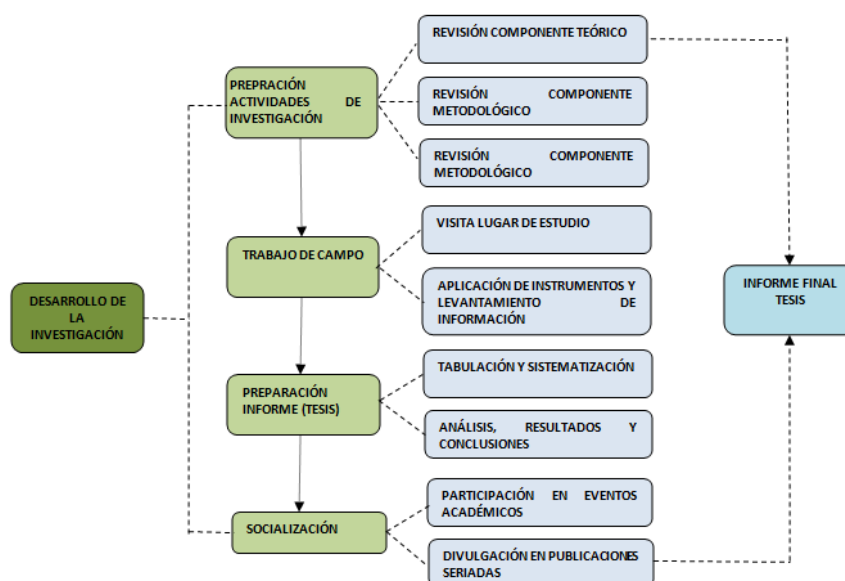 REVISIÓN COMPONENTE TEÓRICO
PREPRACIÓN
ACTIVIDADES DE
INVESTIGACIÓN
REVISIÓN COMPONENTE
METODOLÓGICO
REVISIÓN COMPONENTE
METODOLÓGICO
VISITA LUGAR DE ESTUDIO
TRABAJO DE CAMPO
APLICACIÓN DE INSTRUMENTOS Y
LEVANTAMIENTO DE
INFORMACIÓN
DESARROLLO DE
LA
INVESTIGACIÓN
INFORME FINAL
TESIS
TABULACIÓN Y SISTEMATIZACIÓN
PREPARACIÓN
INFORME (TESIS)
ANÁLISIS, RESULTADOS Y
CONCLUSIONES
PARTICIPACIÓN EN EVENTOS
ACADÉMICOS
SOCIALIZACIÓN
DIVULGACIÓN EN PUBLICACIONES
SERIADAS